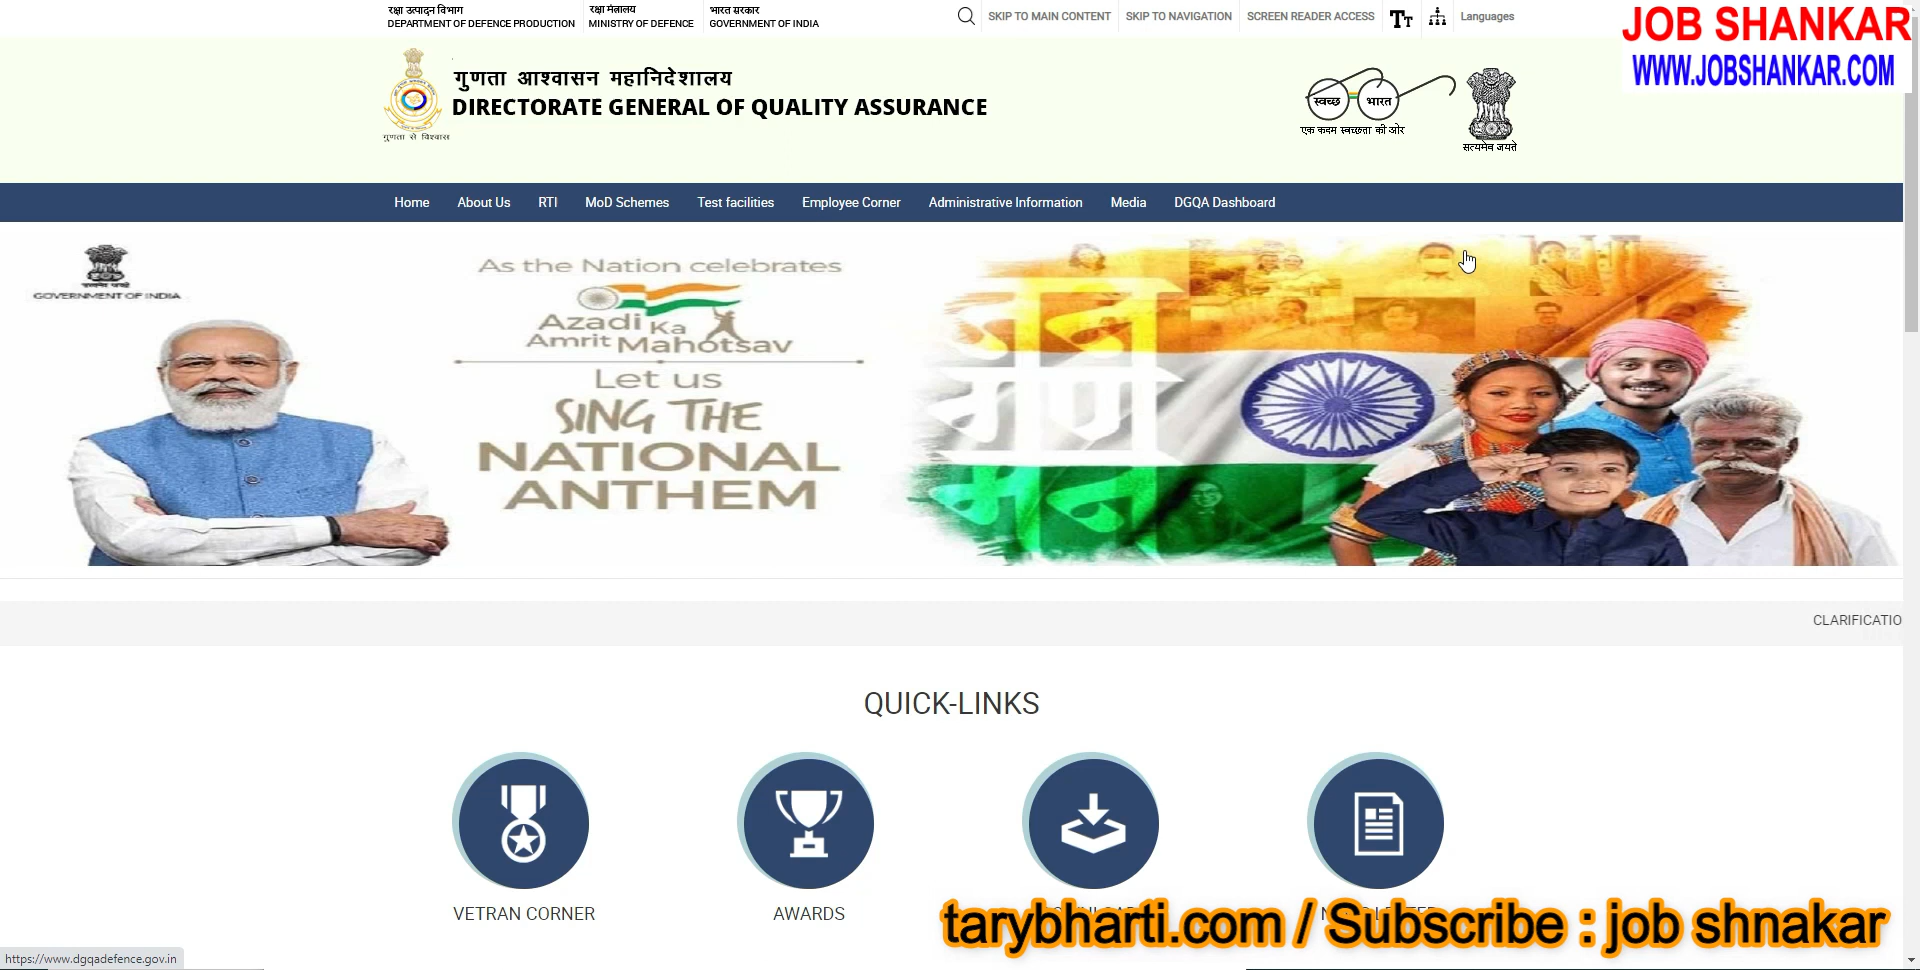 रक्षा उत्पादन विभाग
DEPARTMENT OF DEFENCE PRODUCTION
रक्षा मंत्रालय
MINISTRY OF DEFENCE
भारत सरकार
GOVERNMENT OF INDIA
SKIP TO MAIN CONTENT
SKIP TO NAVIGATION
SCREEN READER ACCESS
TT
Languages
JOB SHANKAR
WWW.JOBSHANKAR.COM
गुणता आश्वासन महानिदेशालय
DIRECTORATE GENERAL OF QUALITY ASSURANCE
गुणता से विश्वास
स्वच्छ भारत
एक कदम स्वच्छता की ओर
सत्यमेव जयते
Home About Us RTI MoD Schemes Test facilities Employee Corner Administrative Information Media DGQA Dashboard
GOVERNMENT OF INDIA
As the Nation celebrates
Azadi Ka
Amrit Mahotsav
Let us
SING THE
NATIONAL
ANTHEM
जन
गण
मन
CLARIFICATIO
QUICK-LINKS
VETRAN CORNER
AWARDS
tarybharti.com / Subscribe : job shnakar
https://www.dgqadefence.gov.in